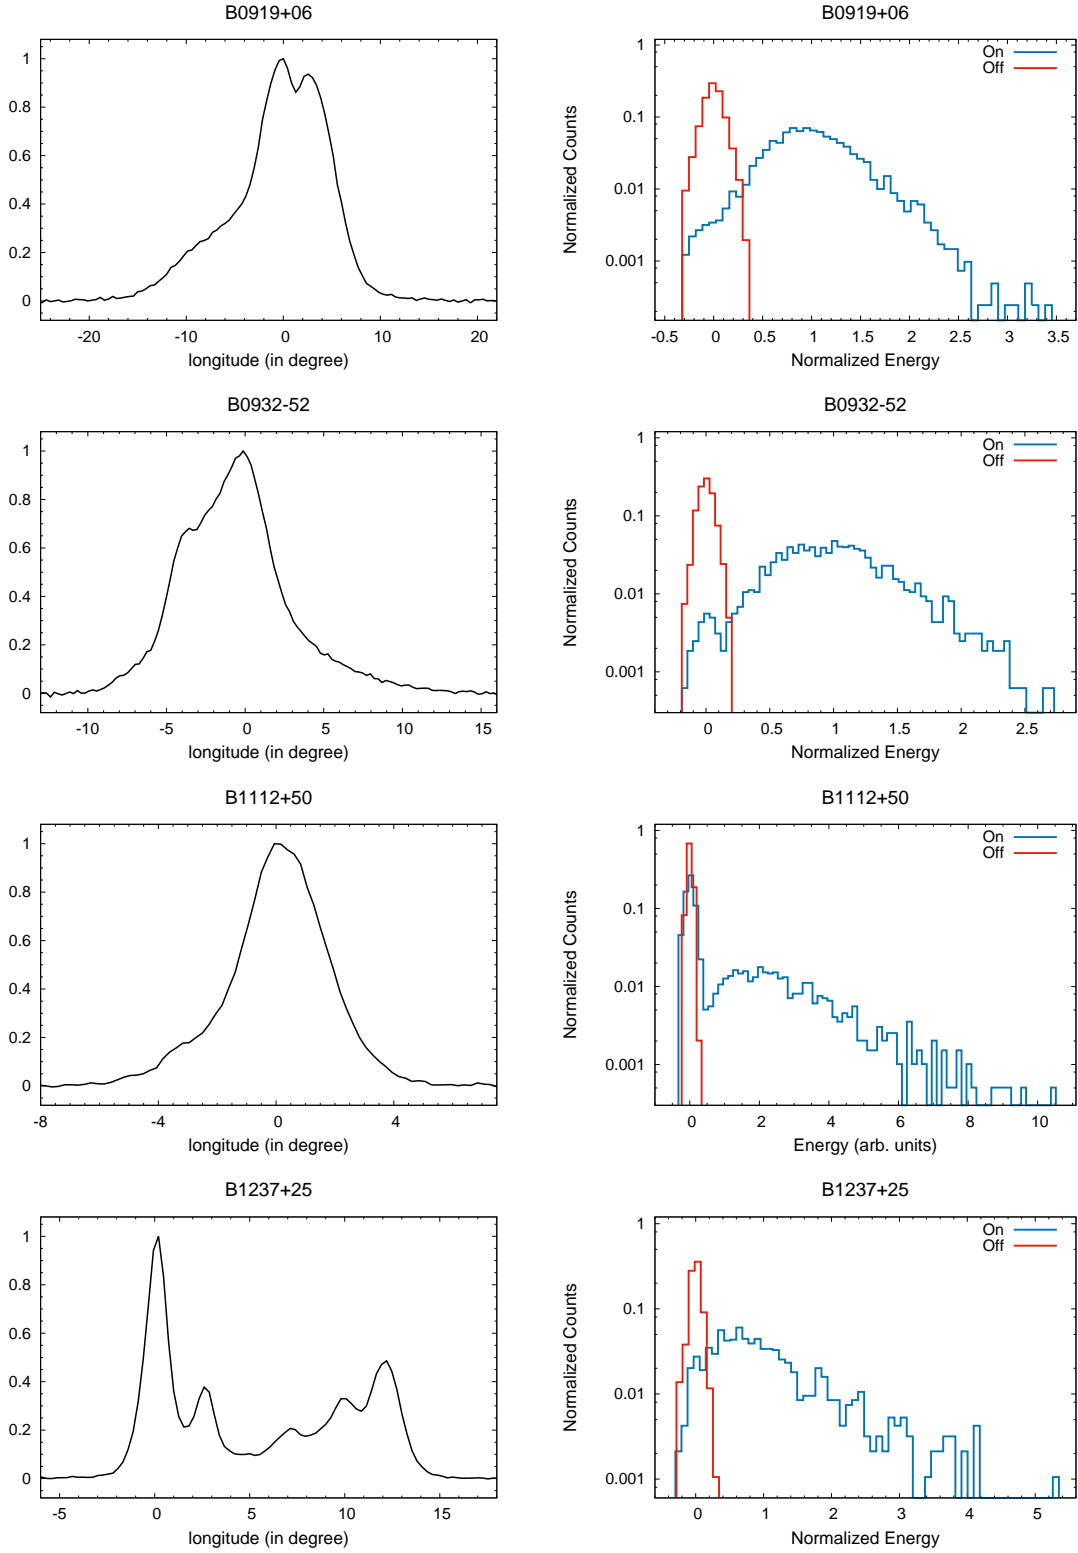 B0919+06
1
0.8
0.6
0.4
0.2
0
-20 -10 0 10 20
longitude (in degree)
B0919+06
Normalized Counts
1
0.1
0.01
0.001
On
Off
-0.5 0 0.5 1 1.5 2 2.5 3 3.5
Normalized Energy
B0932-52
1
0.8
0.6
0.4
0.2
0
-10 -5 0 5 10 15
longitude (in degree)
B0932-52
Normalized Counts
1
0.1
0.01
0.001
On
Off
0 0.5 1 1.5 2 2.5
Normalized Energy
B1112+50
1
0.8
0.6
0.4
0.2
0
-8 -4 0 4
longitude (in degree)
B1112+50
Normalized Counts
1
0.1
0.01
0.001
On
Off
0 2 4 6 8 10
Energy (arb. units)
B1237+25
1
0.8
0.6
0.4
0.2
0
-5 0 5 10 15
longitude (in degree)
B1237+25
Normalized Counts
1
0.1
0.01
0.001
On
Off
0 1 2 3 4 5
Normalized Energy